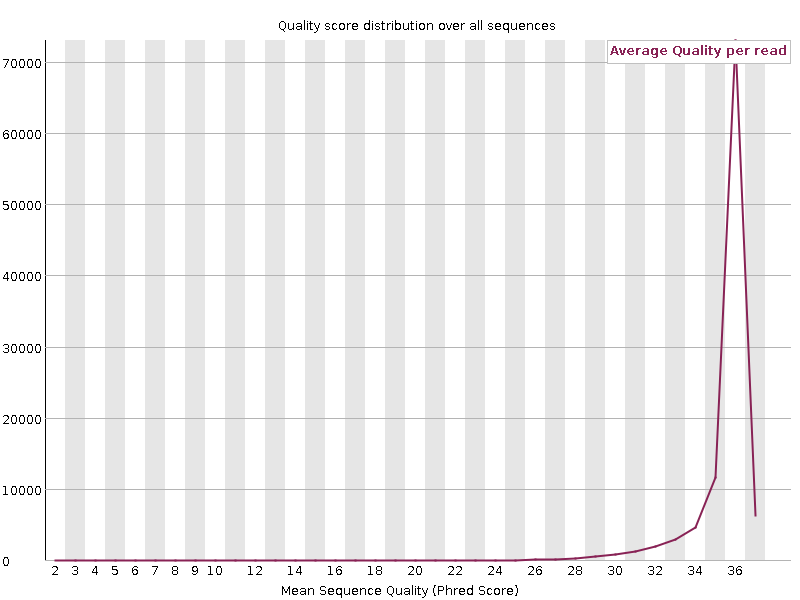 Quality score distribution over all sequences
Average Quality per read
70000
60000
50000
40000
30000
20000
10000
0
2 3 4 5 6 7 8 9 10 12 14 16 18 20 22 24 26 28 30 32 34 36
Mean Sequence Quality (Phred Score)